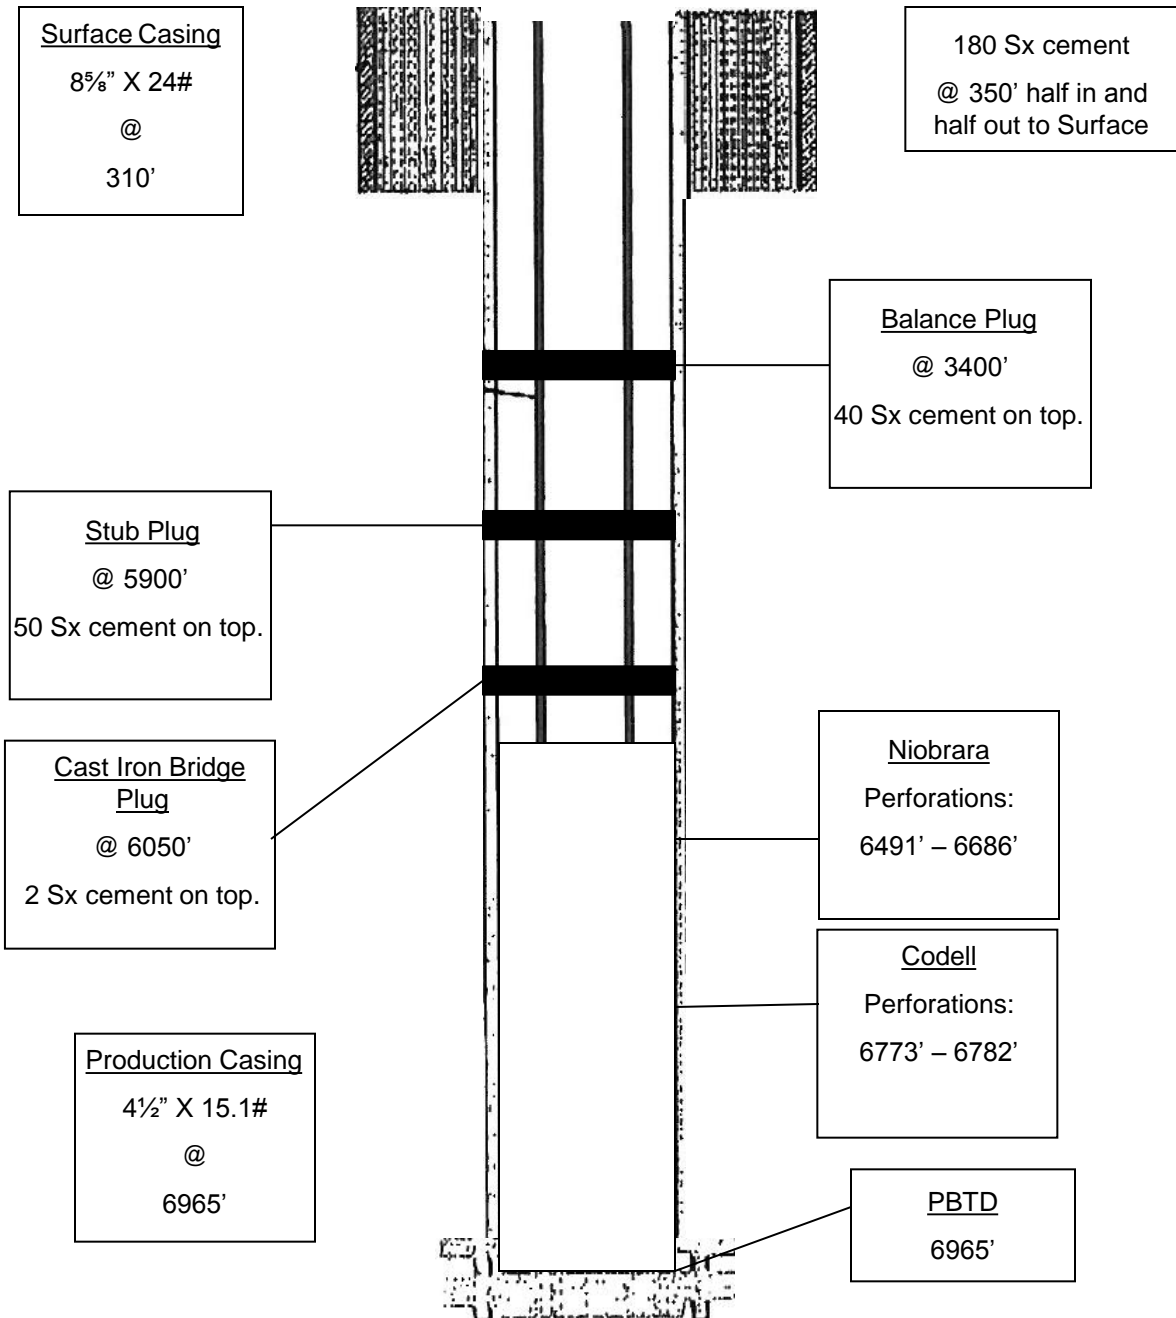 Surface Casing
8⅝” X 24#
@
310’
180 Sx cement
@ 350’ half in and
half out to Surface
Balance Plug
@ 3400’
40 Sx cement on top.
Stub Plug
@ 5900’
50 Sx cement on top.
Cast Iron Bridge
Plug
@ 6050’
2 Sx cement on top.
Niobrara
Perforations:
6491’ – 6686’
Codell
Perforations:
6773’ – 6782’
Production Casing
4½” X 15.1#
@
6965’
PBTD
6965’